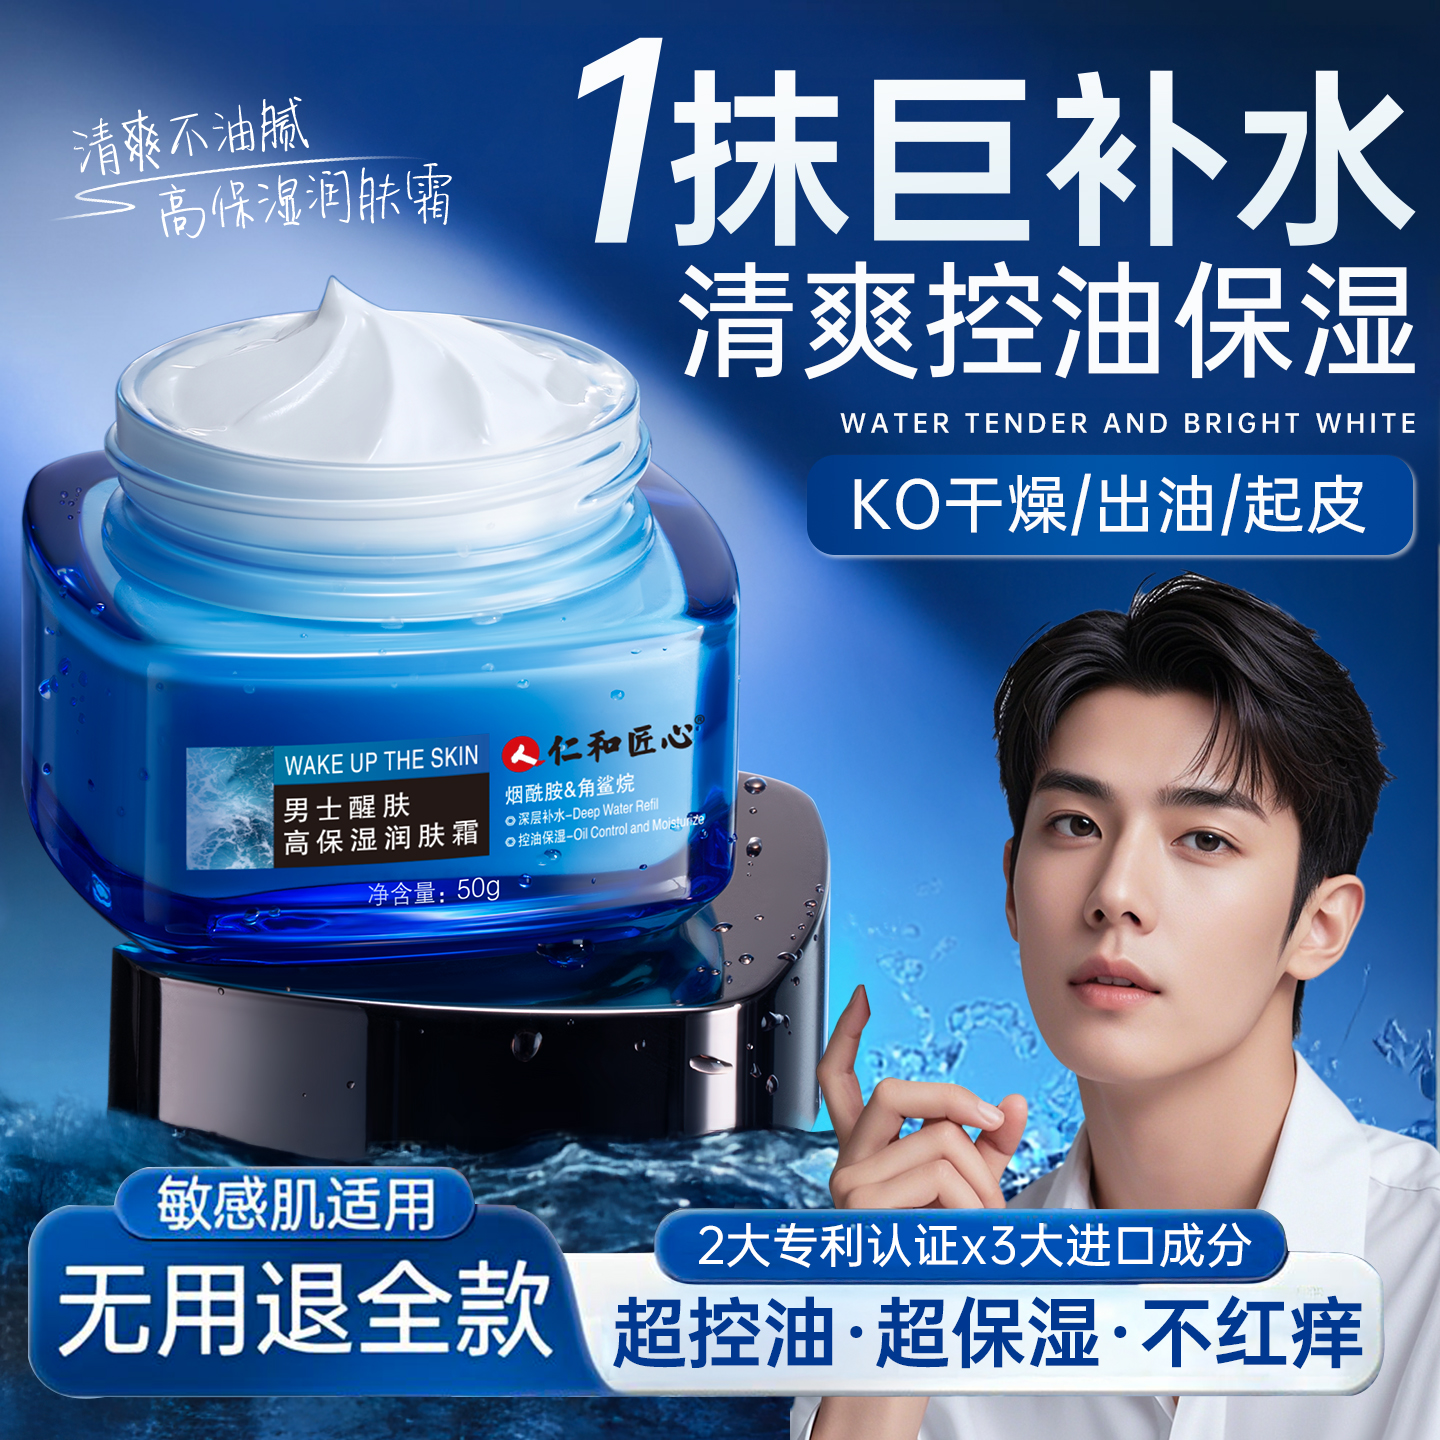 清爽不油腻
高保湿润肤霜
1抹巨补水
清爽控油保湿
WATER TENDER AND BRIGHT WHITE
KO干燥/出油/起皮
WAKE UP THE SKIN
男士醒肤
高保湿润肤霜
仁和匠心®
烟酰胺&角鲨烷
深层补水-Deep Water Refil
控油保湿-Oil Control and Moisturize
净含量：50g
敏感肌适用
无用退全款
2大专利认证x3大进口成分
超控油·超保湿·不红痒